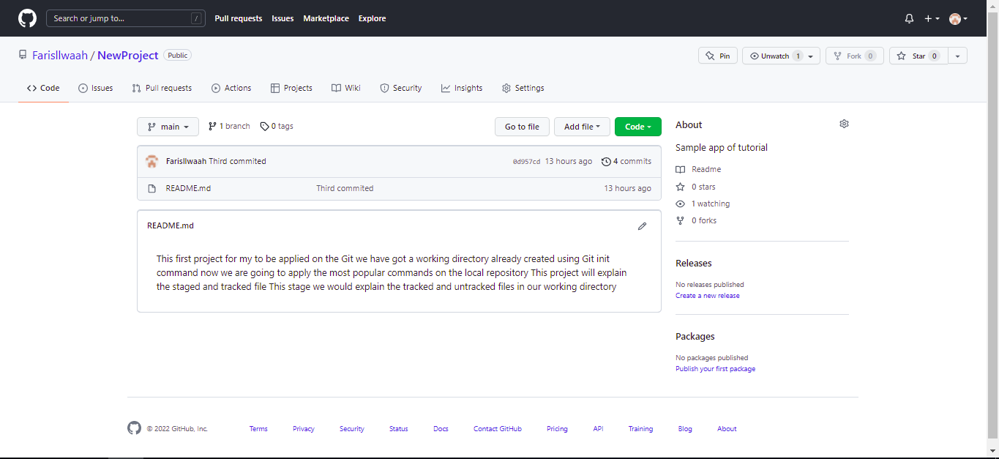 Search or jump to... /
Pull requests Issues Marketplace Explore
Farisllwaah / NewProject Public
Pin Unwatch 1 Fork 0 Star 0
Code Issues Pull requests Actions Projects Wiki Security Insights Settings
main 1 branch 0 tags Go to file Add file Code
Farisllwaah Third commited 0d957cd 13 hours ago 4 commits
README.md Third commited 13 hours ago
README.md
This first project for my to be applied on the Git we have got a working directory already created using Git init
command now we are going to apply the most popular commands on the local repository This project will explain
the staged and tracked file This stage we would explain the tracked and untracked files in our working directory
About
Sample app of tutorial
Readme
0 stars
1 watching
0 forks
Releases
No releases published
Create a new release
Packages
No packages published
Publish your first package
© 2022 GitHub, Inc. Terms Privacy Security Status Docs Contact GitHub Pricing API Training Blog About